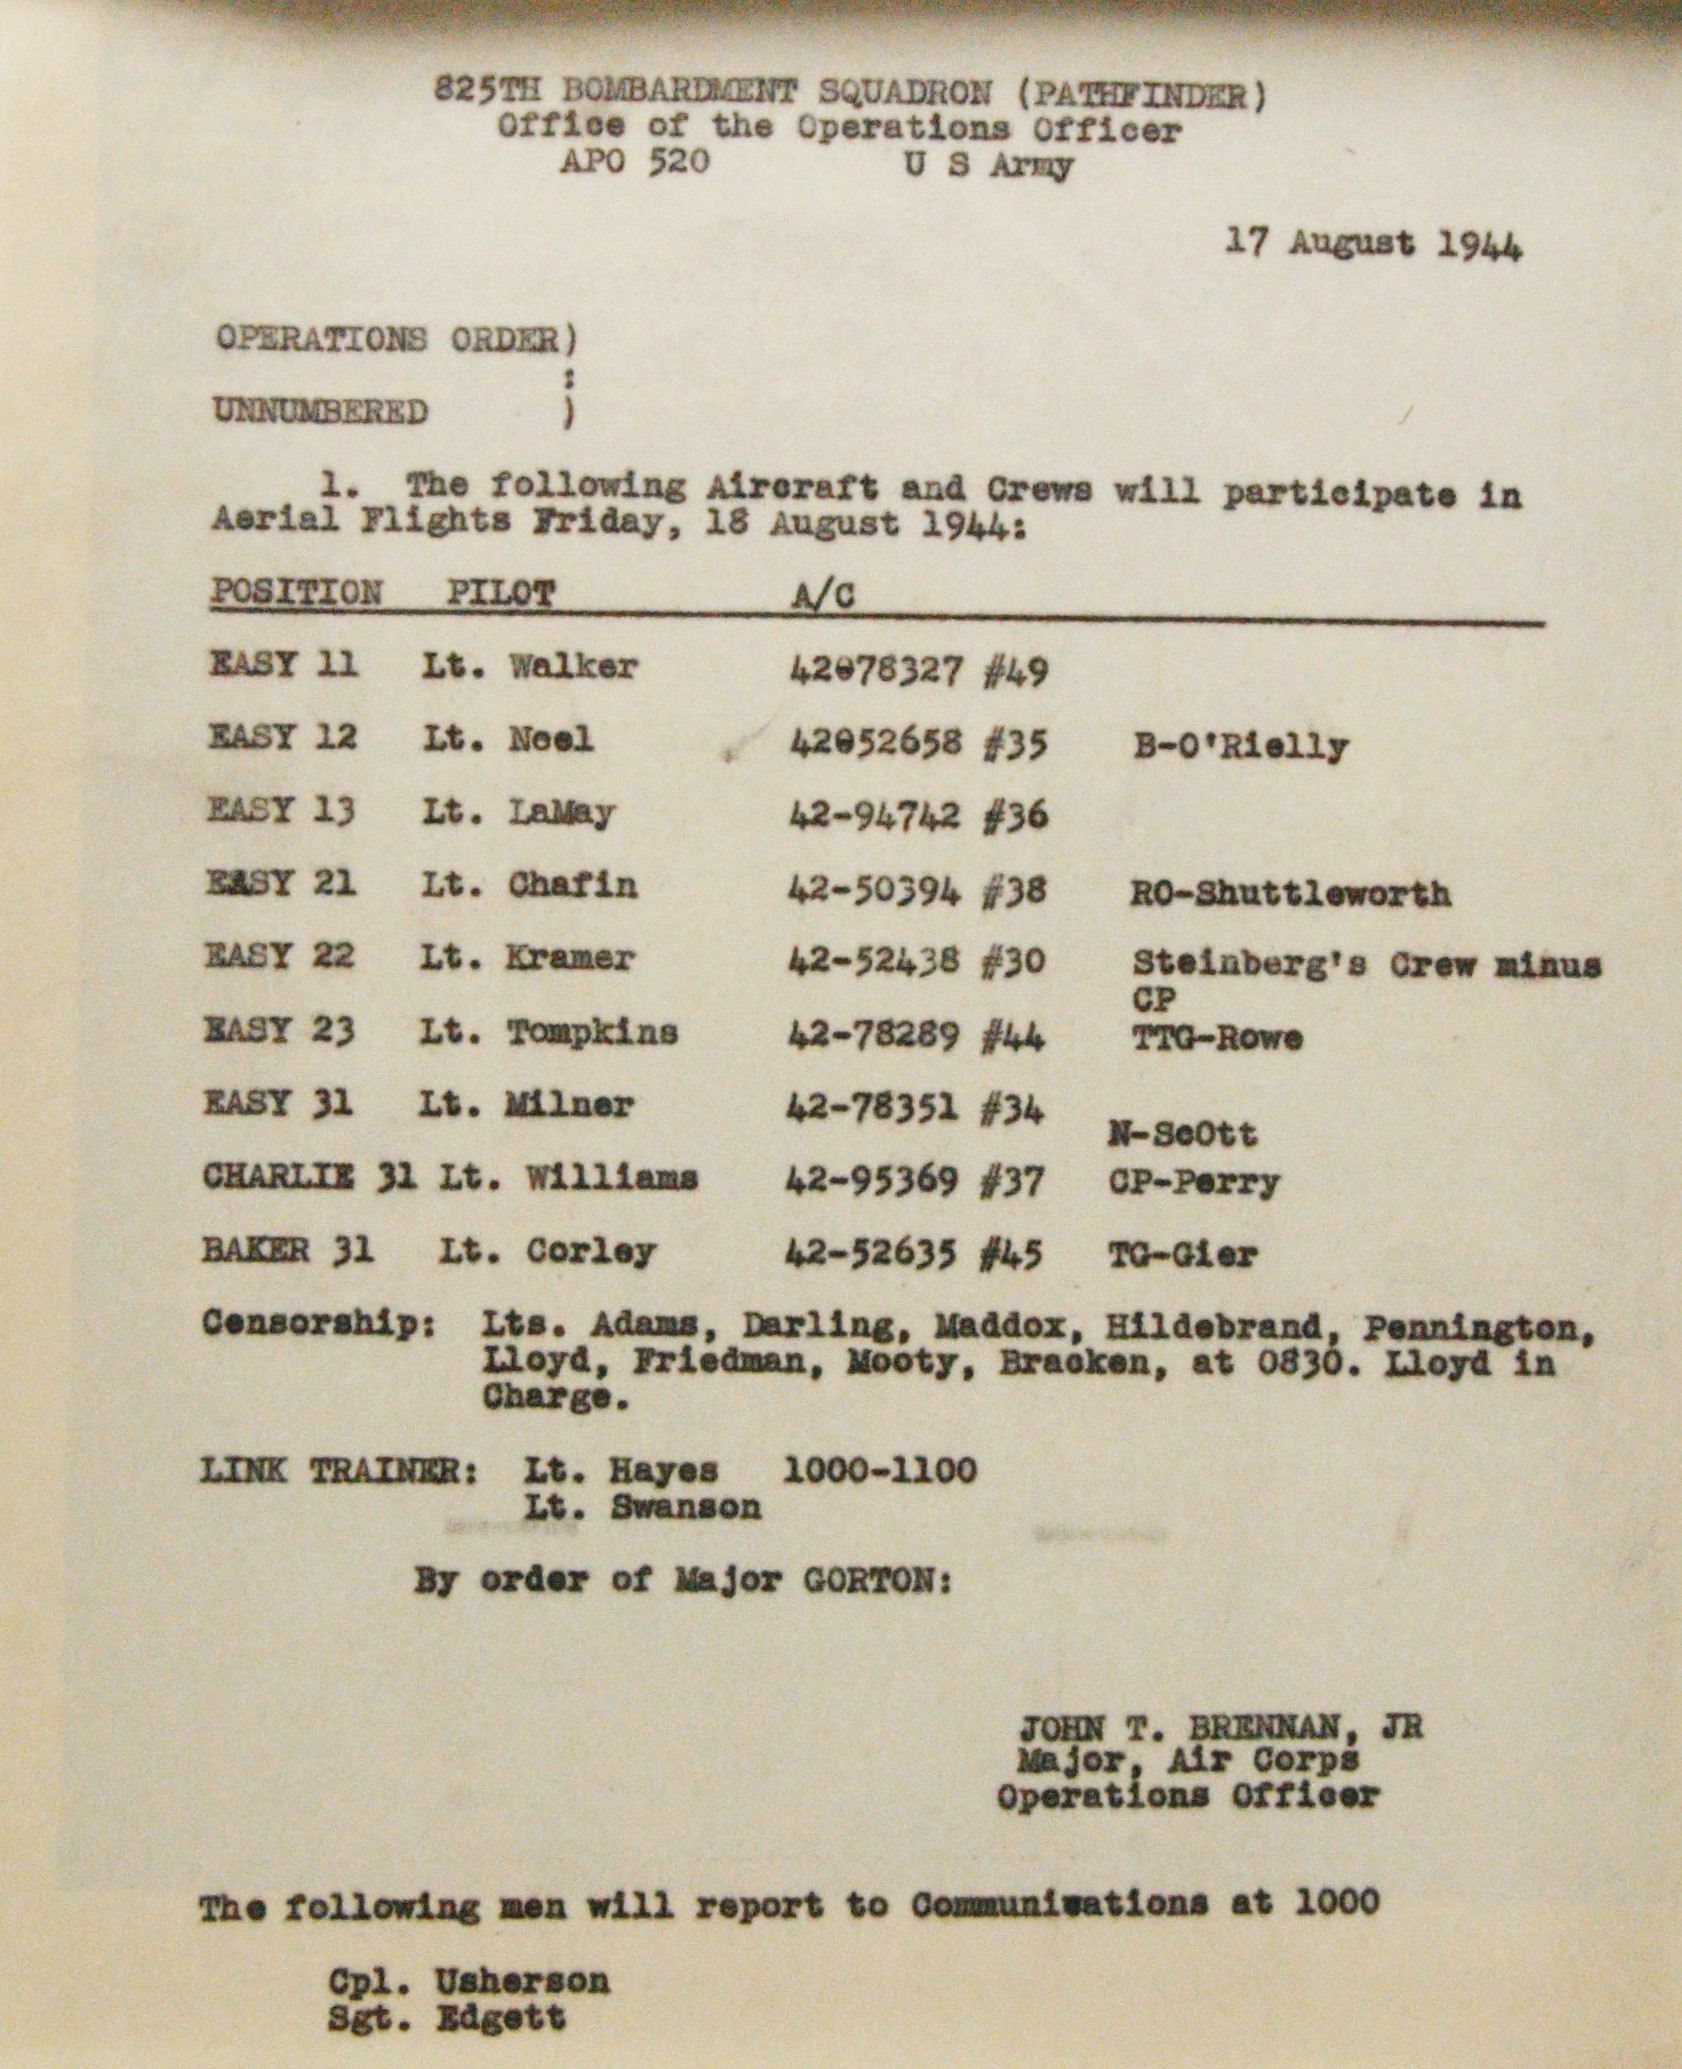 825TH BOMBARDMENT SQUADRON (PATHFINDER)
Office of the Operations Officer
APO 520 U S Army
17 August 1944
OPERATIONS ORDER)
:
UNNUMBERED )
1. The following Aircraft and Crews will participate in
Aerial Flights Friday, 18 August 1944:
POSITION PILOT A/C
EASY 11 Lt. Walker 42078327 #49
EASY 12 Lt. Noel 42052658 #35 B-O'Rielly
EASY 13 Lt. LaMay 42-94742 #36
EASY 21 Lt. Chafin 42-50394 #38 RO-Shuttleworth
EASY 22 Lt. Kramer 42-52438 #30 Steinberg's Crew minus
CP
EASY 23 Lt. Tompkins 42-78289 #44 TTG-Rowe
EASY 31 Lt. Milner 42-78351 #34
N-ScOtt
CHARLIE 31 Lt. Williams 42-95369 #37 CP-Perry
BAKER 31 Lt. Corley 42-52635 #45 TG-Gier
Censorship: Lts. Adams, Darling, Maddox, Hildebrand, Pennington,
Lloyd, Friedman, Mooty, Bracken, at 0830. Lloyd in
Charge.
LINK TRAINER: Lt. Hayes 1000-1100
Lt. Swanson
By order of Major GORTON:
JOHN T. BRENNAN, JR
Major, Air Corps
Operations Officer
The following men will report to Communications at 1000
Cpl. Usherson
Sgt. Edgett